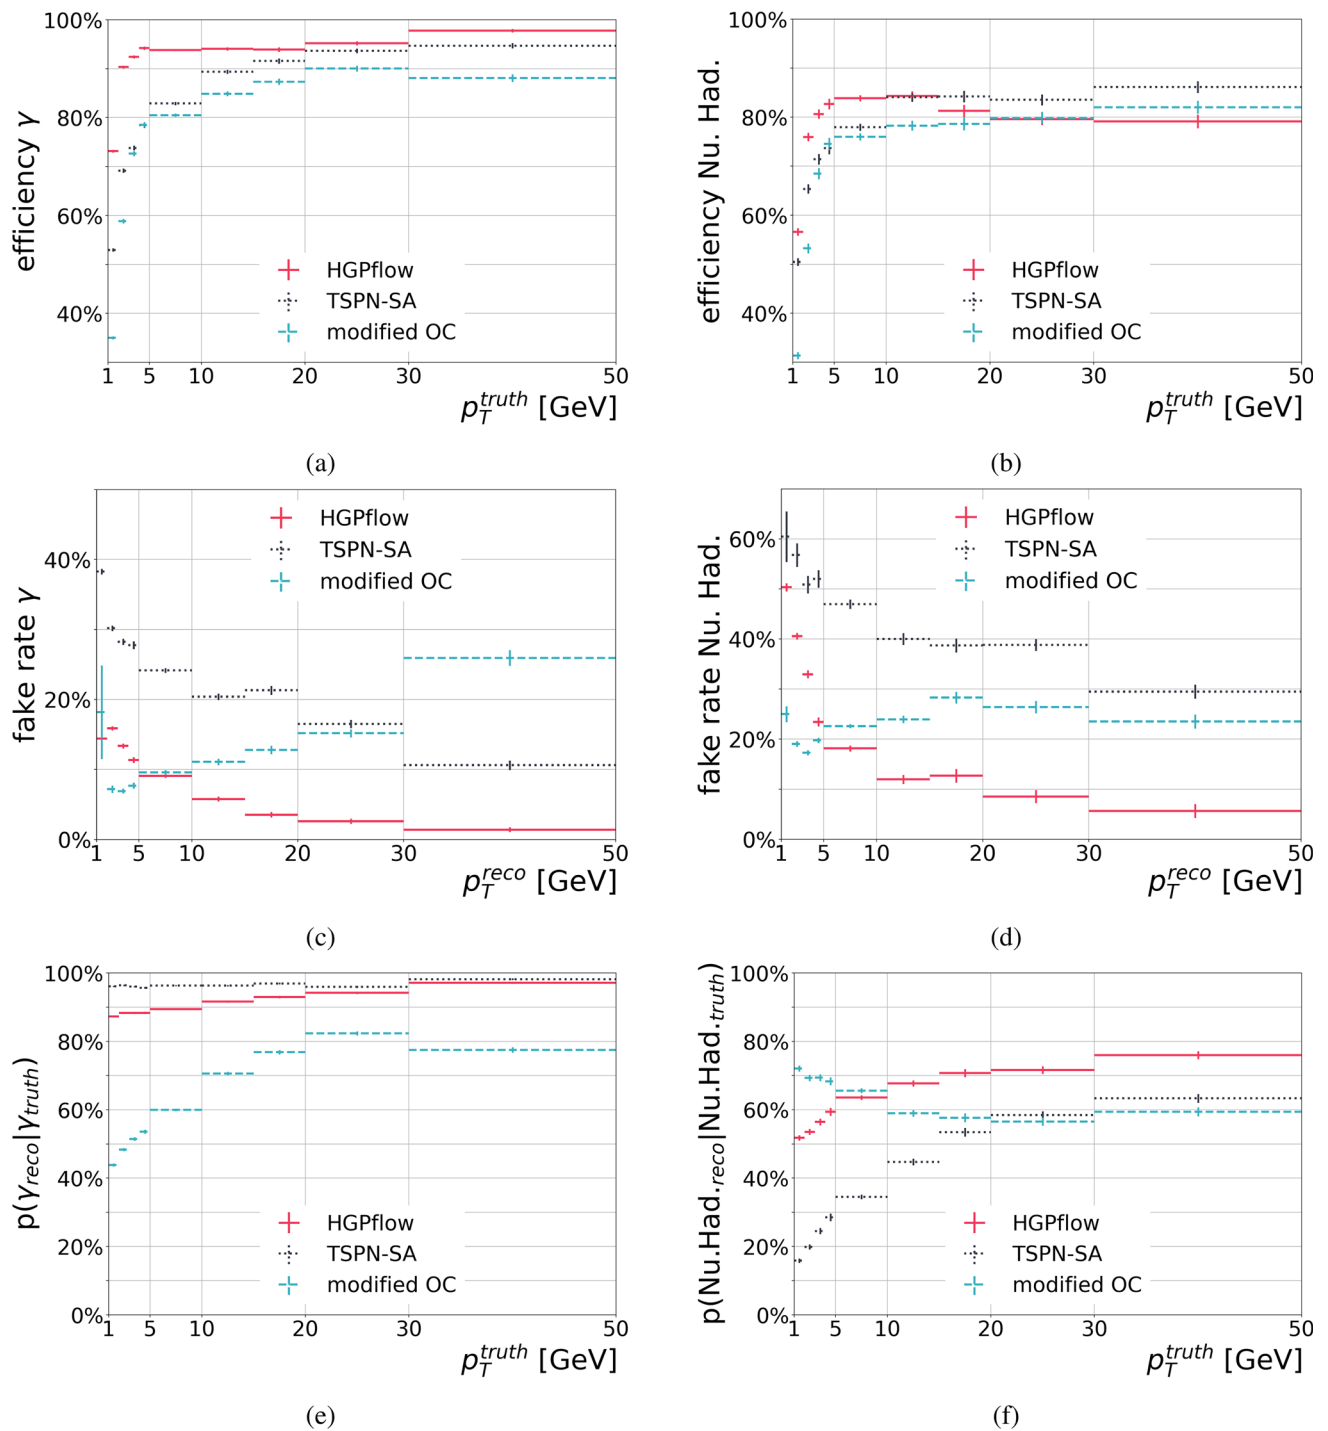 100%
80%
60%
40%
efficiency γ
HGPflow
TSPN-SA
modified OC
1 5 10 20 30 50
p_T^{truth} [GeV]
(a)
100%
80%
60%
40%
efficiency Nu. Had.
HGPflow
TSPN-SA
modified OC
1 5 10 20 30 50
p_T^{truth} [GeV]
(b)
40%
20%
0%
fake rate γ
HGPflow
TSPN-SA
modified OC
1 5 10 20 30 50
p_T^{reco} [GeV]
(c)
60%
40%
20%
0%
fake rate Nu. Had.
HGPflow
TSPN-SA
modified OC
1 5 10 20 30 50
p_T^{reco} [GeV]
(d)
100%
80%
60%
40%
20%
0%
p(γ_{reco}|γ_{truth})
HGPflow
TSPN-SA
modified OC
1 5 10 20 30 50
p_T^{truth} [GeV]
(e)
100%
80%
60%
40%
20%
0%
p(Nu.Had._{reco}|Nu.Had._{truth})
HGPflow
TSPN-SA
modified OC
1 5 10 20 30 50
p_T^{truth} [GeV]
(f)